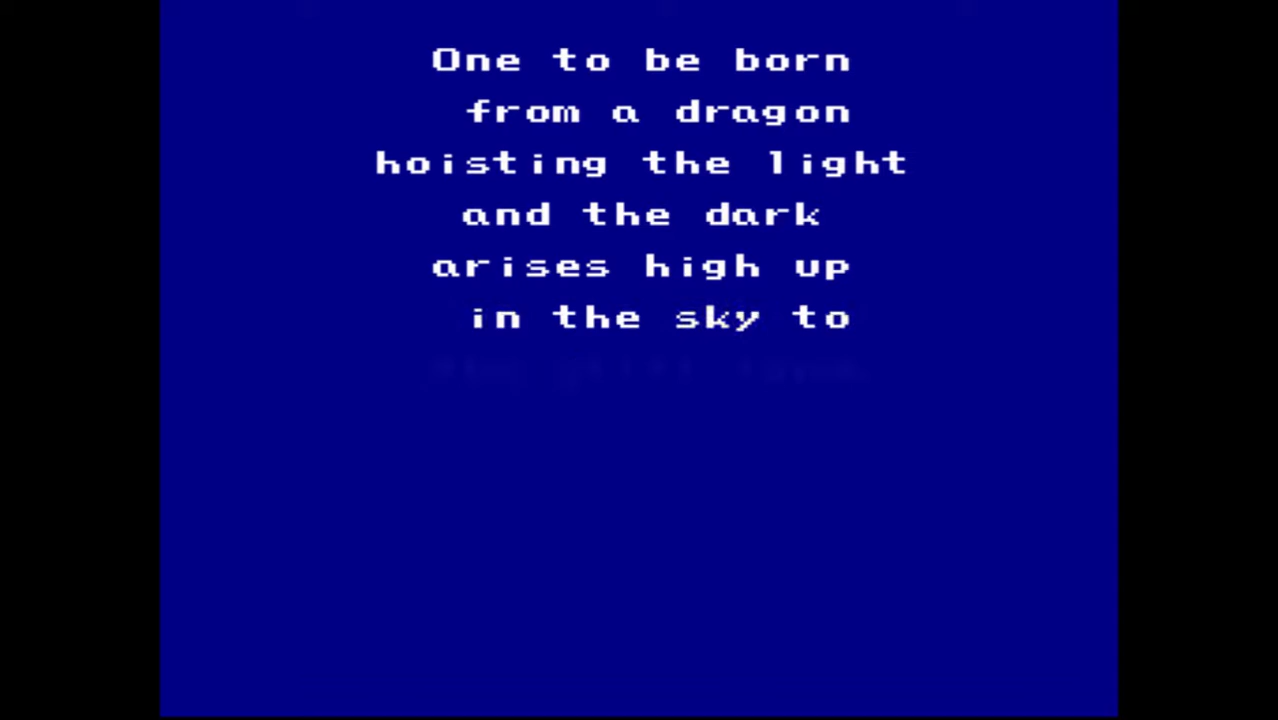 One to be born
from a dragon
hoisting the light
and the dark
arises high up
in the sky to